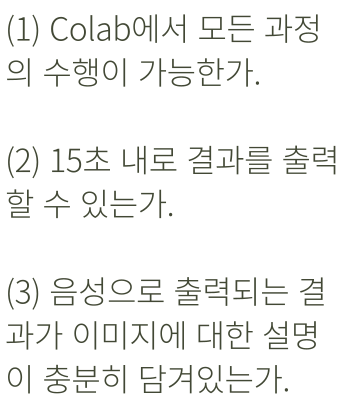 (1) Colab에서 모든 과정
의 수행이 가능한가.
(2) 15초 내로 결과를 출력
할 수 있는가.
(3) 음성으로 출력되는 결
과가 이미지에 대한 설명
이 충분히 담겨있는가.